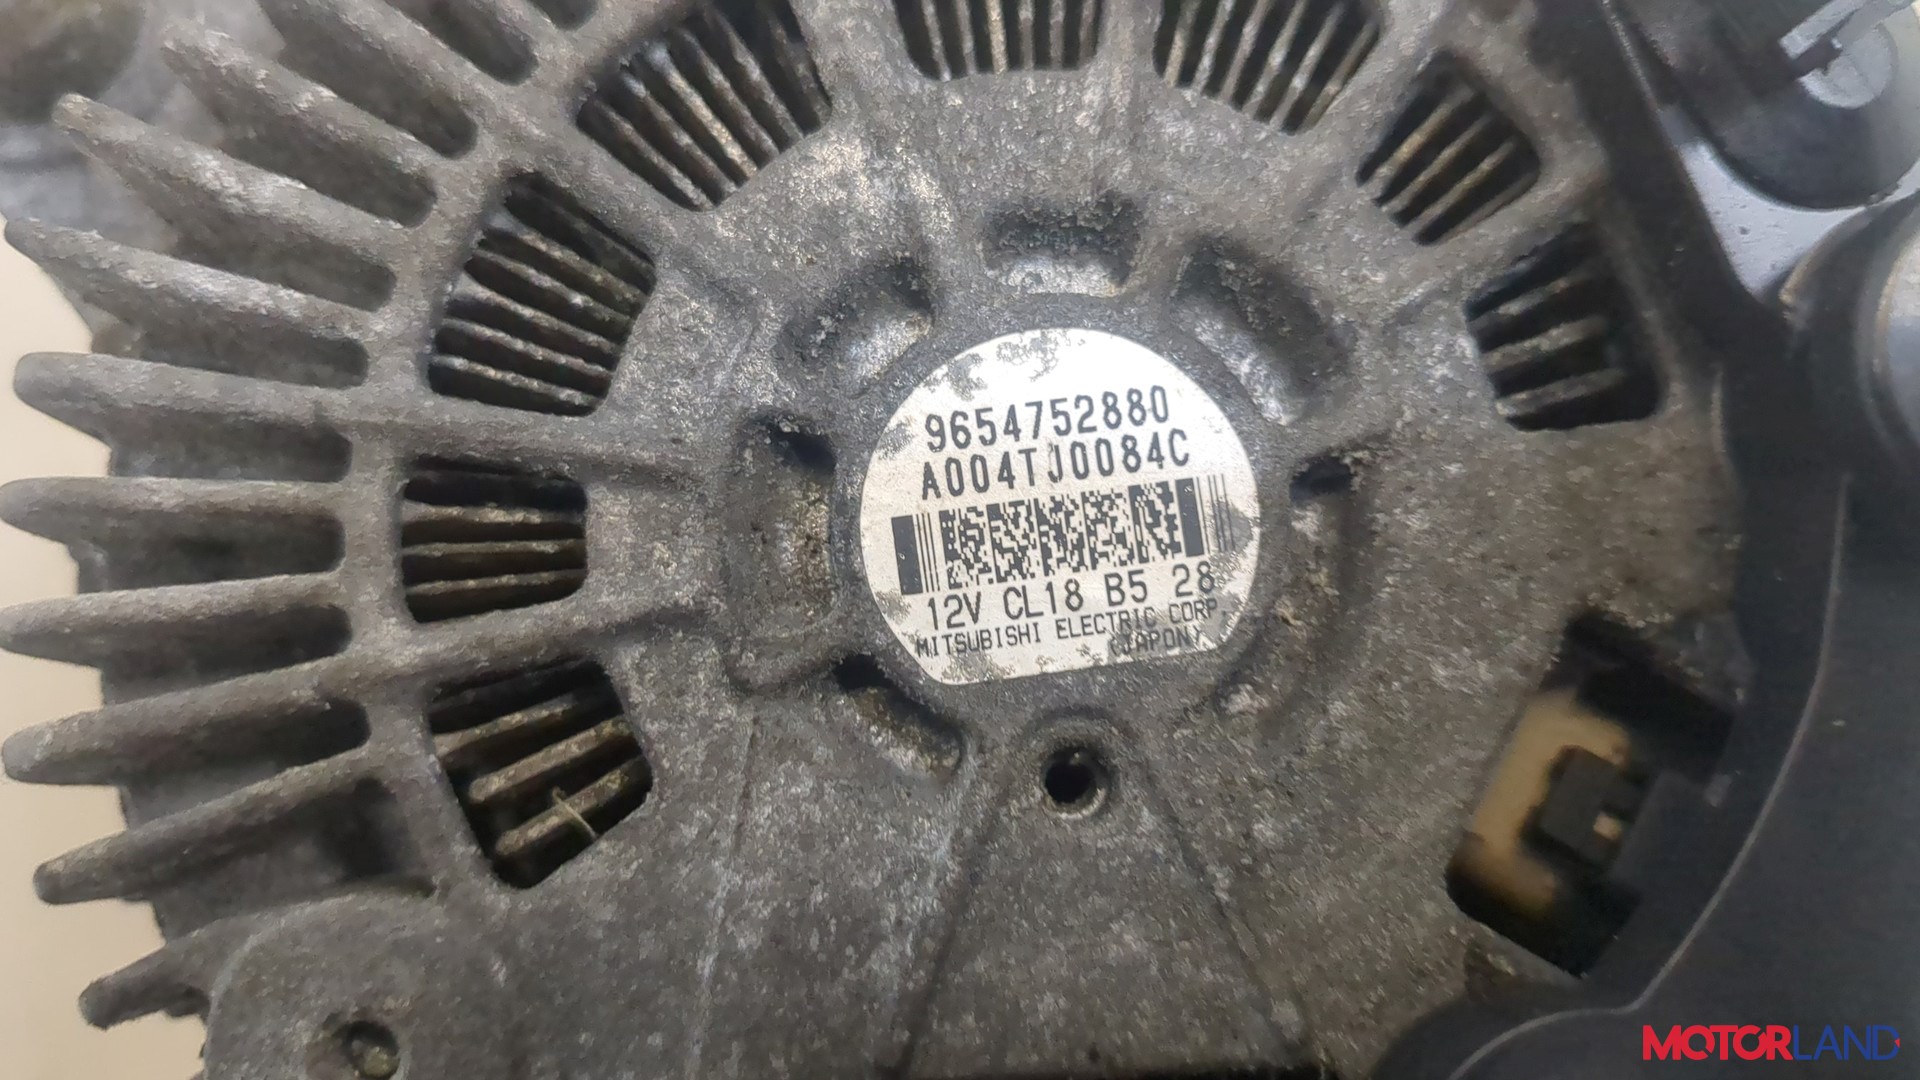 9654752880
A004TJ0084C
12V CL18 B5 28
MITSUBISHI ELECTRIC CORP.
(JAPON)
MOTORLAND